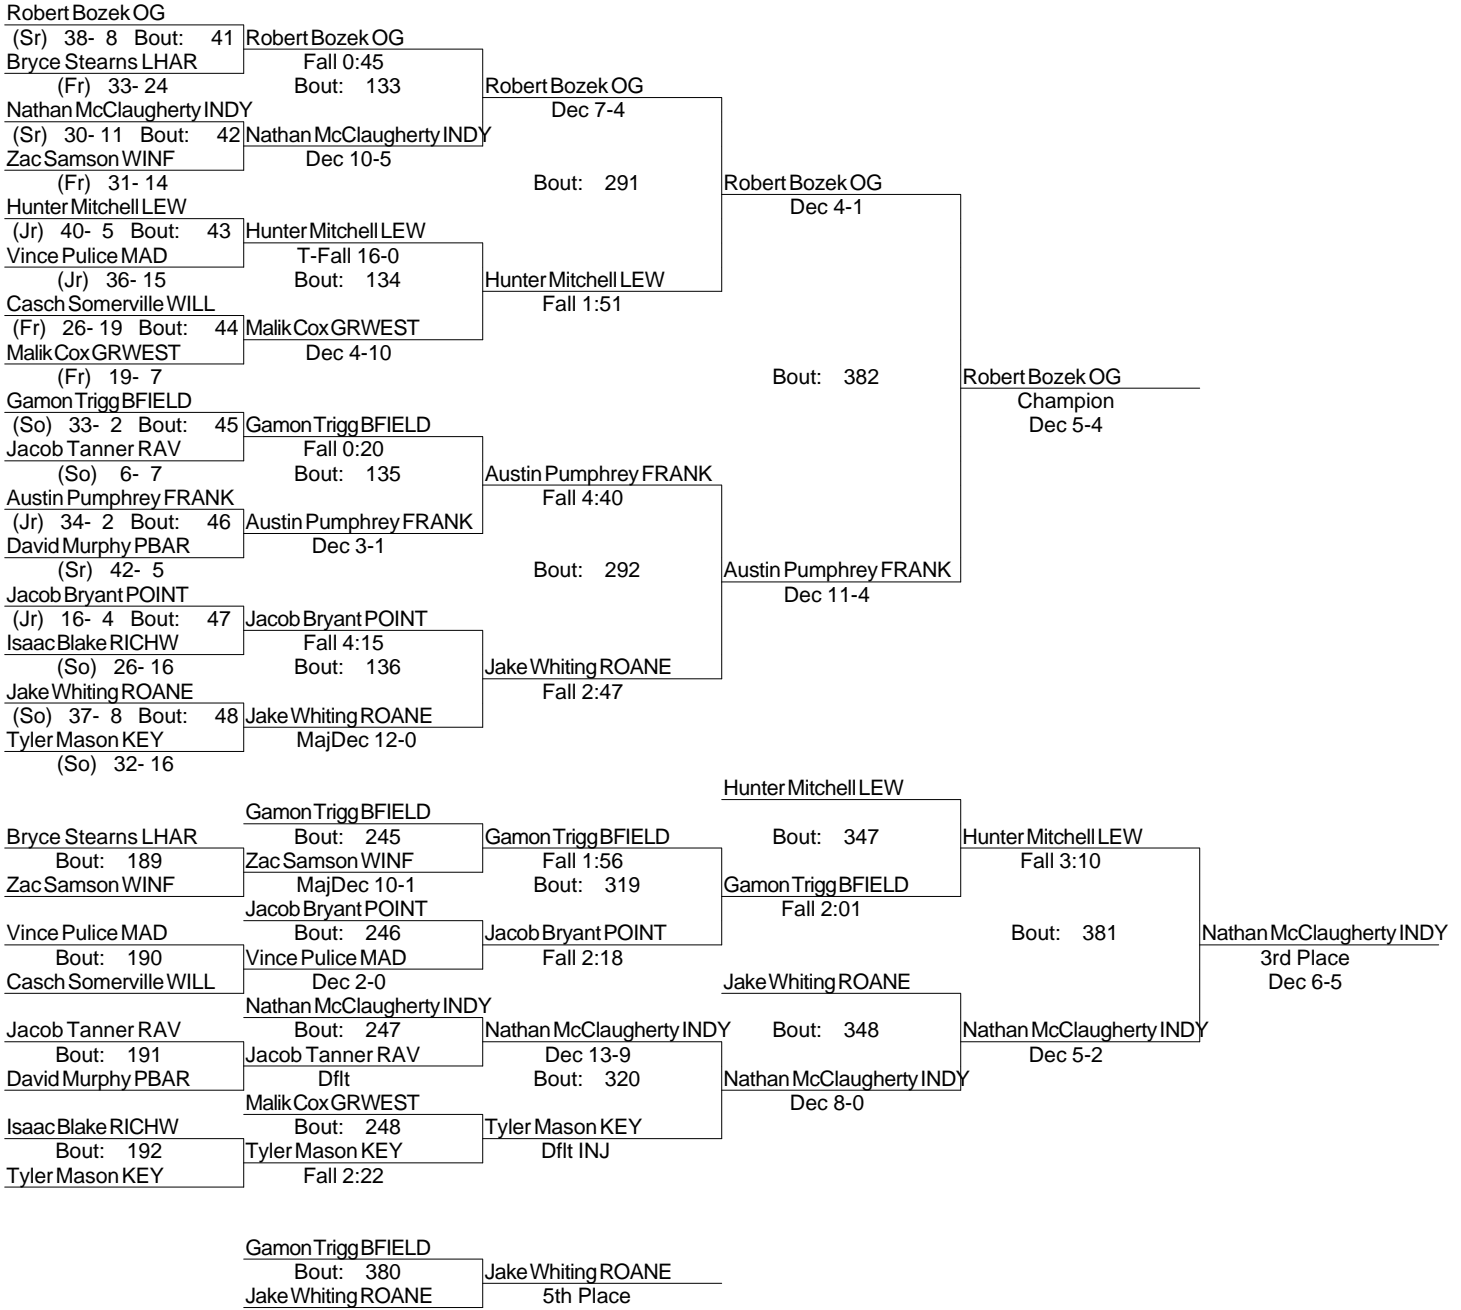 Robert Bozek OG
(Sr) 38- 8 Bout: 41 Robert Bozek OG
Bryce Stearns LHAR Fall 0:45
(Fr) 33- 24 Bout: 133 Robert Bozek OG
Nathan McClaugherty INDY Dec 7-4
(Sr) 30- 11 Bout: 42 Nathan McClaugherty INDY
Zac Samson WINF Dec 10-5
(Fr) 31- 14 Bout: 291 Robert Bozek OG
Hunter Mitchell LEW Dec 4-1
(Jr) 40- 5 Bout: 43 Hunter Mitchell LEW
Vince Pulice MAD T-Fall 16-0
(Jr) 36- 15 Bout: 134 Hunter Mitchell LEW
Casch Somerville WILL Fall 1:51
(Fr) 26- 19 Bout: 44 Malik Cox GRWEST
Malik Cox GRWEST Dec 4-10
(Fr) 19- 7 Bout: 382 Robert Bozek OG
Gamon Trigg BFIELD Champion
(So) 33- 2 Bout: 45 Gamon Trigg BFIELD Dec 5-4
Jacob Tanner RAV Fall 0:20
(So) 6- 7 Bout: 135 Austin Pumphrey FRANK
Austin Pumphrey FRANK Fall 4:40
(Jr) 34- 2 Bout: 46 Austin Pumphrey FRANK
David Murphy PBAR Dec 3-1
(Sr) 42- 5 Bout: 292 Austin Pumphrey FRANK
Jacob Bryant POINT Dec 11-4
(Jr) 16- 4 Bout: 47 Jacob Bryant POINT
Isaac Blake RICHW Fall 4:15
(So) 26- 16 Bout: 136 Jake Whiting ROANE
Jake Whiting ROANE Fall 2:47
(So) 37- 8 Bout: 48 Jake Whiting ROANE
Tyler Mason KEY MajDec 12-0
(So) 32- 16
Hunter Mitchell LEW
Gamon Trigg BFIELD
Bryce Stearns LHAR Bout: 245 Gamon Trigg BFIELD Bout: 347 Hunter Mitchell LEW
Bout: 189 Zac Samson WINF Fall 1:56 Fall 3:10
Zac Samson WINF MajDec 10-1 Bout: 319 Gamon Trigg BFIELD
Jacob Bryant POINT Fall 2:01
Vince Pulice MAD Bout: 246 Jacob Bryant POINT Bout: 381 Nathan McClaugherty INDY
Bout: 190 Vince Pulice MAD Fall 2:18 3rd Place
Casch Somerville WILL Dec 2-0 Jake Whiting ROANE Dec 6-5
Nathan McClaugherty INDY
Jacob Tanner RAV Bout: 247 Nathan McClaugherty INDY Bout: 348 Nathan McClaugherty INDY
Bout: 191 Jacob Tanner RAV Dec 13-9 Dec 5-2
David Murphy PBAR Dflt Bout: 320 Nathan McClaugherty INDY
Malik Cox GRWEST Dec 8-0
Isaac Blake RICHW Bout: 248 Tyler Mason KEY
Bout: 192 Tyler Mason KEY Dflt INJ
Tyler Mason KEY Fall 2:22
Gamon Trigg BFIELD
Bout: 380 Jake Whiting ROANE
Jake Whiting ROANE 5th Place